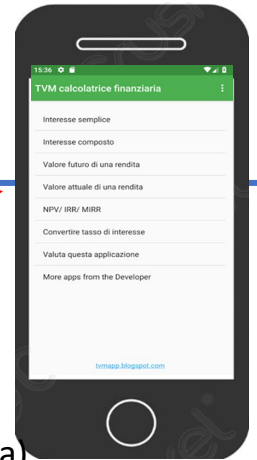 15:36
TVM calcolatrice finanziaria
Interesse semplice
Interesse composto
Valore futuro di una rendita
Valore attuale di una rendita
NPV/ IRR/ MIRR
Convertire tasso di interesse
Valuta questa applicazione
More apps from the Developer
tvmapp.blogspot.com
a)